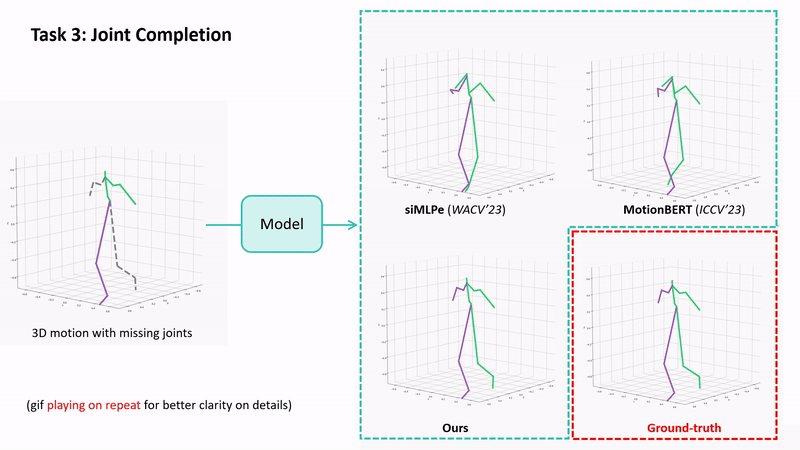 Task 3: Joint Completion
siMLPe (WACV'23)
MotionBERT (ICCV'23)
Model
3D motion with missing joints
(gif playing on repeat for better clarity on details)
Ours
Ground-truth